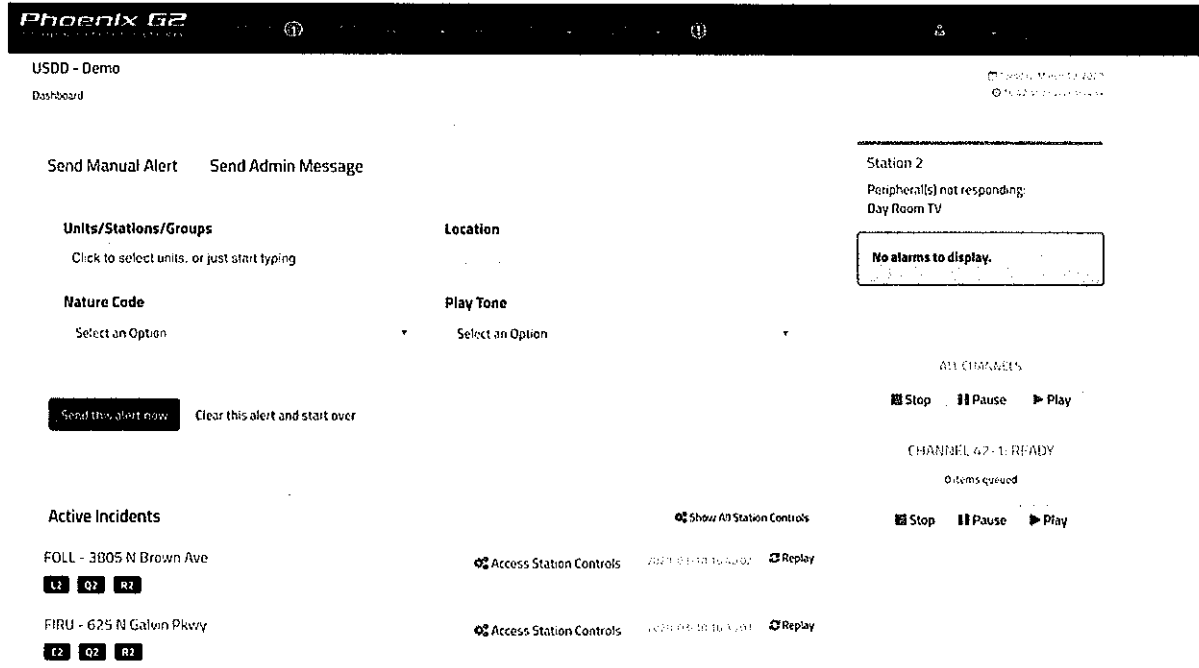 Phoenix G2
USDD - Demo
Dashboard
Send Manual Alert Send Admin Message
Units/Stations/Groups Location
Click to select units, or just start typing
Nature Code Play Tone
Select an Option Select an Option
Send this alert now Clear this alert and start over
Station 2
Peripheral(s) not responding:
Day Room TV
No alarms to display.
ALL CHANNELS
Stop Pause Play
CHANNEL 42-1: READY
0 items queued
Stop Pause Play
Active Incidents Show All Station Controls
FOLL - 3805 N Brown Ave Access Station Controls Replay
Q2 R2
FIRU - 625 N Galvin Pkwy Access Station Controls Replay
Q2 R2